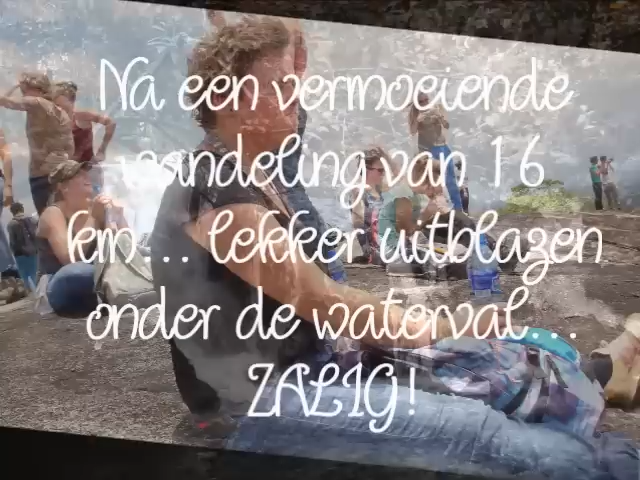 Na een vermoeiende
wandeling van 16
km... lekker uitblazen
onder de waterval...
ZALIG!